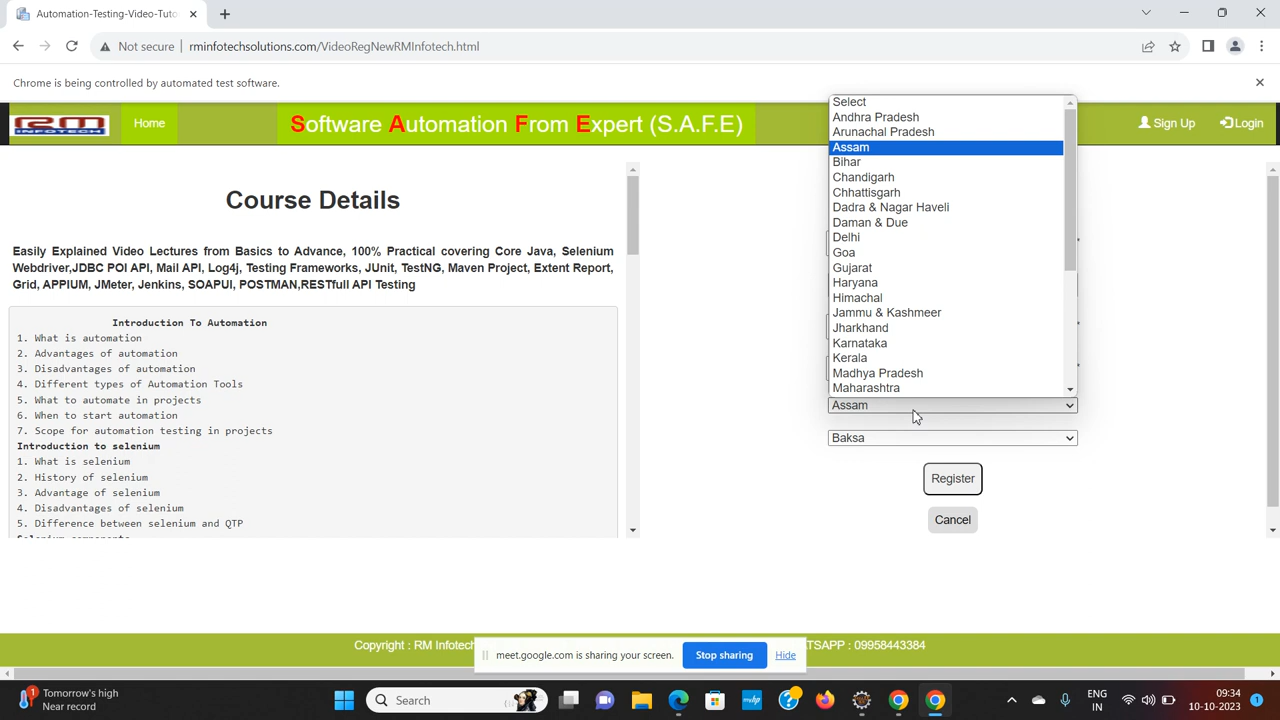 Automation-Testing-Video-Tuto
Not secure
rminfotechsolutions.com/VideoRegNewRMInfotech.html
Chrome is being controlled by automated test software.
RM
INFOTECH
Home
Software Automation From Expert (S.A.F.E)
Sign Up
Login
Course Details
Easily Explained Video Lectures from Basics to Advance, 100% Practical covering Core Java, Selenium
Webdriver,JDBC POI API, Mail API, Log4j, Testing Frameworks, JUnit, TestNG, Maven Project, Extent Report,
Grid, APPIUM, JMeter, Jenkins, SOAPUI, POSTMAN,RESTfull API Testing
Introduction To Automation
1. What is automation
2. Advantages of automation
3. Disadvantages of automation
4. Different types of Automation Tools
5. What to automate in projects
6. When to start automation
7. Scope for automation testing in projects
Introduction to selenium
1. What is selenium
2. History of selenium
3. Advantage of selenium
4. Disadvantages of selenium
5. Difference between selenium and QTP
Select
Andhra Pradesh
Arunachal Pradesh
Assam
Bihar
Chandigarh
Chhattisgarh
Dadra & Nagar Haveli
Daman & Due
Delhi
Goa
Gujarat
Haryana
Himachal
Jammu & Kashmeer
Jharkhand
Karnataka
Kerala
Madhya Pradesh
Maharashtra
Assam
Baksa
Register
Cancel
Copyright : RM Infotech
meet.google.com is sharing your screen.
Stop sharing
Hide
: 09958443384
1
Tomorrow's high
Near record
Search
ENG
IN
09:34
10-10-2023
1